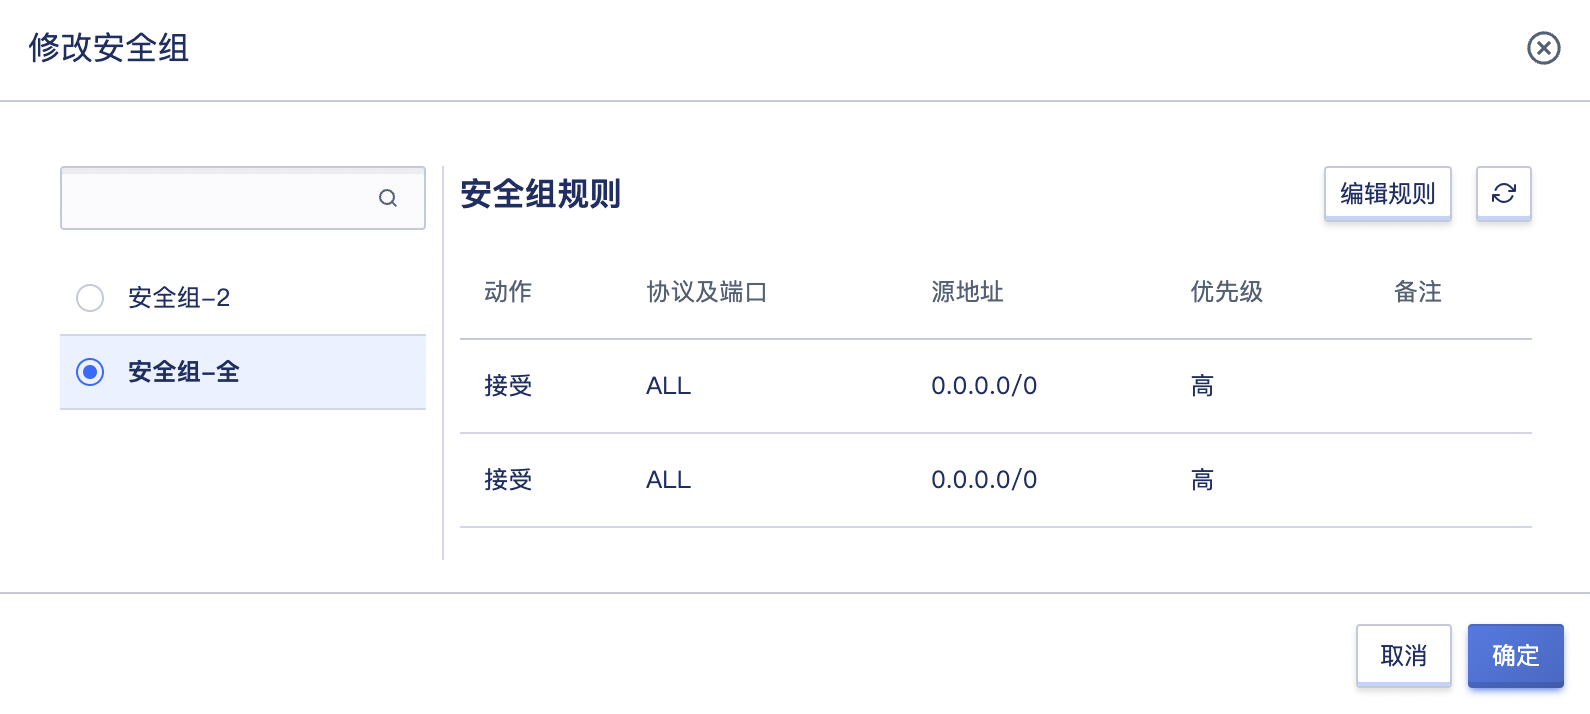 修改安全组
安全组-2
安全组-全
安全组规则
编辑规则
动作 协议及端口 源地址 优先级 备注
接受 ALL 0.0.0.0/0 高
接受 ALL 0.0.0.0/0 高
取消 确定